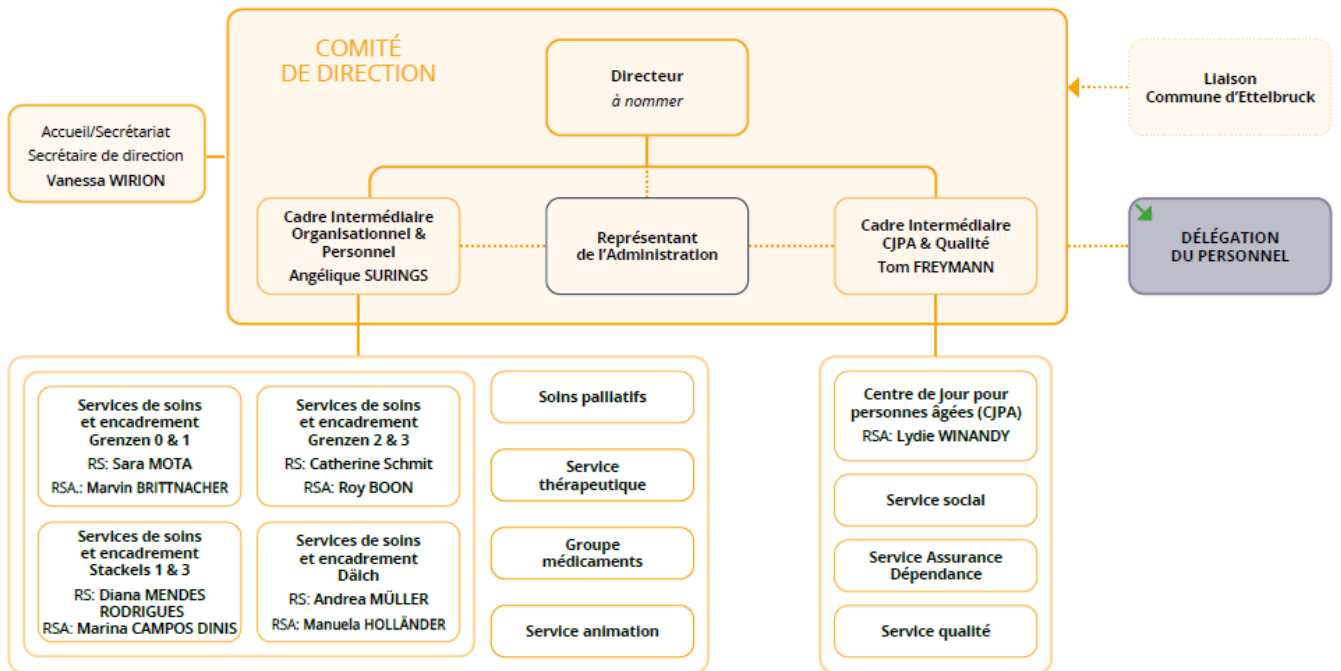 COMITÉ
DE DIRECTION
Directeur
à nommer
Liaison
Commune d'Ettelbruck
Accueil/Secrétariat
Secrétaire de direction
Vanessa WIRION
Cadre Intermédiaire
Organisationnel &
Personnel
Angélique SURINGS
Représentant
de l'Administration
Cadre Intermédiaire
CJPA & Qualité
Tom FREYMANN
DÉLÉGATION
DU PERSONNEL
Services de soins
et encadrement
Grenzen 0 & 1
RS: Sara MOTA
RSA.: Marvin BRITTNACHER
Services de soins
et encadrement
Grenzen 2 & 3
RS: Catherine Schmit
RSA: Roy BOON
Services de soins
et encadrement
Stackels 1 & 3
RS: Diana MENDES
RODRIGUES
RSA: Marina CAMPOS DINIS
Services de soins
et encadrement
Däich
RS: Andrea MÜLLER
RSA: Manuela HOLLÄNDER
Soins palliatifs
Service
thérapeutique
Groupe
médicaments
Service animation
Centre de jour pour
personnes âgées (CJPA)
RSA: Lydie WINANDY
Service social
Service Assurance
Dépendance
Service qualité